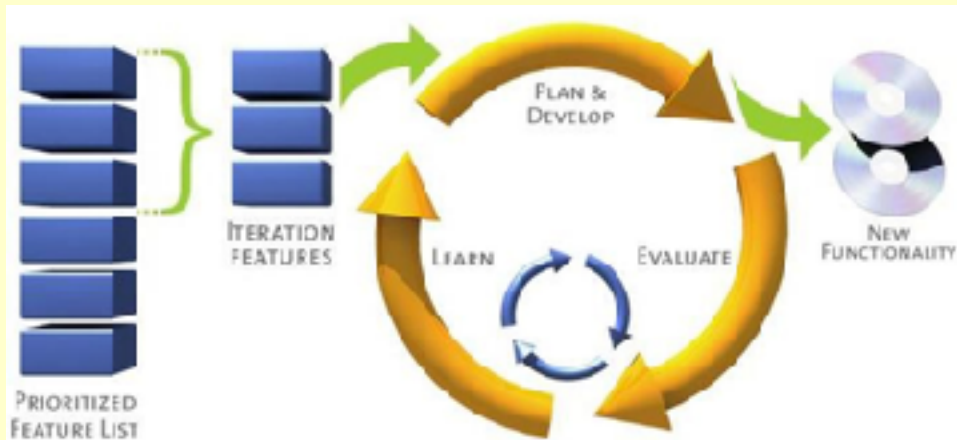 PRIORITIZED
FEATURE LIST
ITERATION
FEATURES
PLAN &
DEVELOP
LEARN
EVALUATE
NEW
FUNCTIONALITY